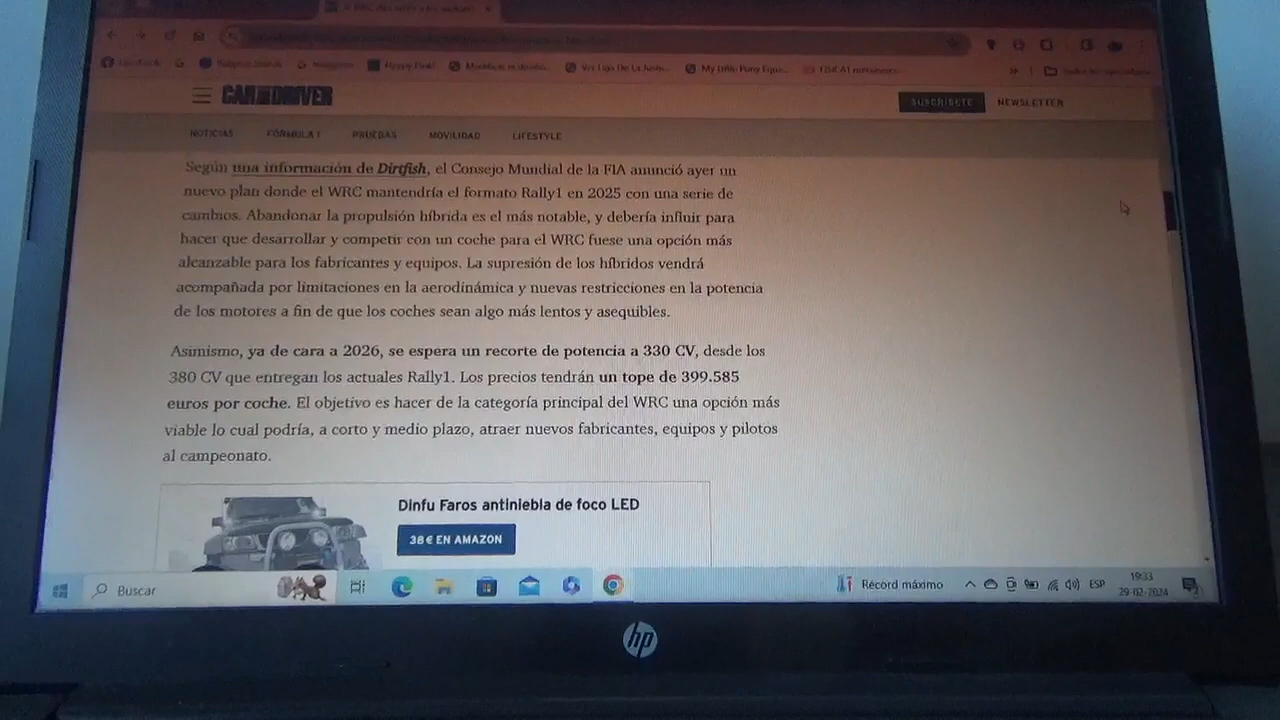 CAR AND DRIVER
SUSCRÍBETE NEWSLETTER
NOTICIAS FÓRMULA 1 PRUEBAS MOVILIDAD LIFESTYLE
Según una información de Dirtfish, el Consejo Mundial de la FIA anunció ayer un
nuevo plan donde el WRC mantendría el formato Rally1 en 2025 con una serie de
cambios. Abandonar la propulsión híbrida es el más notable, y debería influir para
hacer que desarrollar y competir con un coche para el WRC fuese una opción más
alcanzable para los fabricantes y equipos. La supresión de los híbridos vendrá
acompañada por limitaciones en la aerodinámica y nuevas restricciones en la potencia
de los motores a fin de que los coches sean algo más lentos y asequibles.
Asimismo, ya de cara a 2026, se espera un recorte de potencia a 330 CV, desde los
380 CV que entregan los actuales Rally1. Los precios tendrán un tope de 399.585
euros por coche. El objetivo es hacer de la categoría principal del WRC una opción más
viable lo cual podría, a corto y medio plazo, atraer nuevos fabricantes, equipos y pilotos
al campeonato.
Dinfu Faros antiniebla de foco LED
38 € EN AMAZON
Buscar
Récord máximo
ESP
19:33
29-02-2024
hp